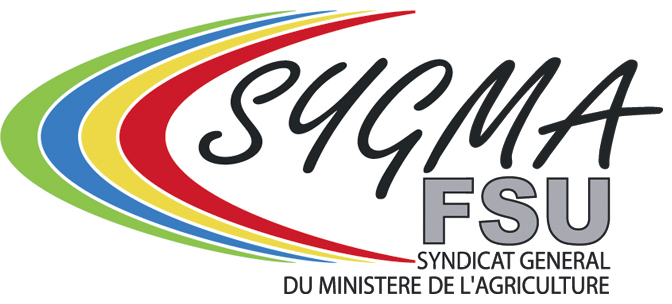 SYGMA
FSU
SYNDICAT GENERAL
DU MINISTERE DE L'AGRICULTURE